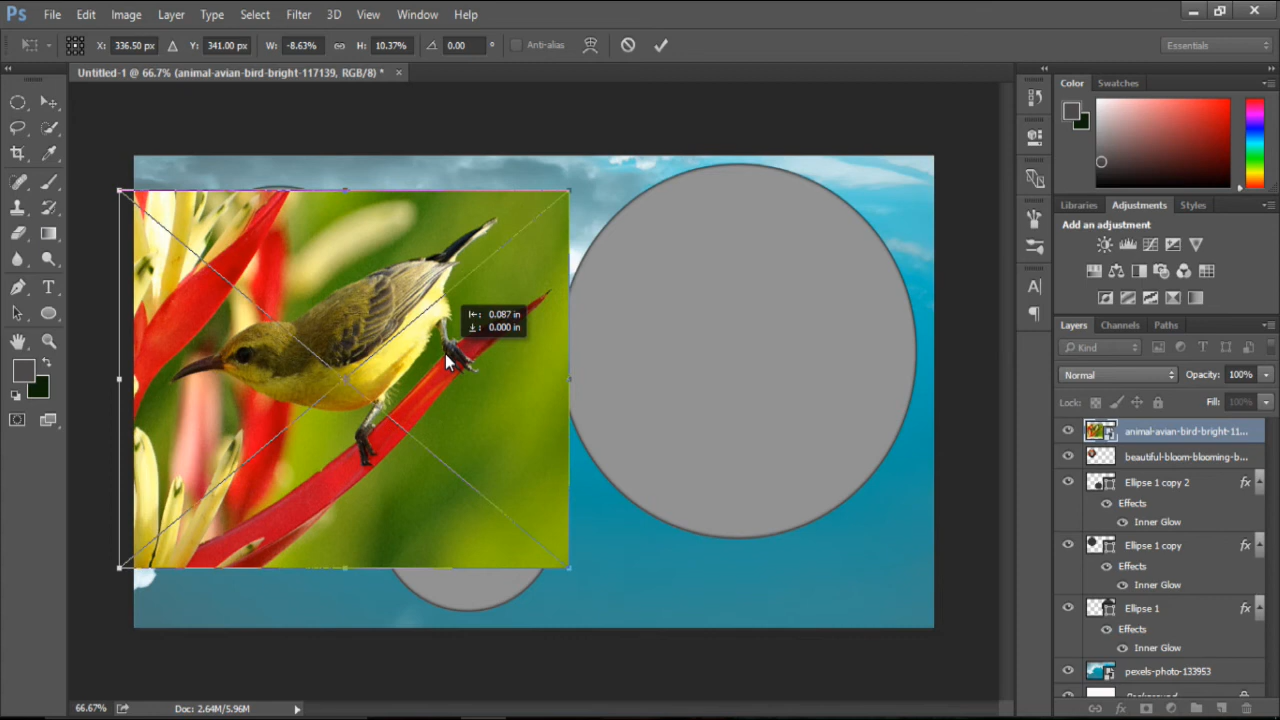 Ps File Edit Image Layer Type Select Filter 3D View Window Help
X: 336.50 px Y: 341.00 px W: -8.63% H: 10.37% 0.00 ° Anti-alias Essentials
Untitled-1 @ 66.7% (animal-avian-bird-bright-117139, RGB/8) * ×
Color Swatches
Libraries Adjustments Styles
Add an adjustment
0.087 in
0.000 in
Layers Channels Paths
Kind
Normal Opacity: 100%
Lock: Fill: 100%
animal-avian-bird-bright-11...
beautiful-bloom-blooming-b...
Ellipse 1 copy 2 fx
Effects
Inner Glow
Ellipse 1 copy fx
Effects
Inner Glow
Ellipse 1 fx
Effects
Inner Glow
pexels-photo-133953
Background
66.67% Doc: 2.64M/5.96M